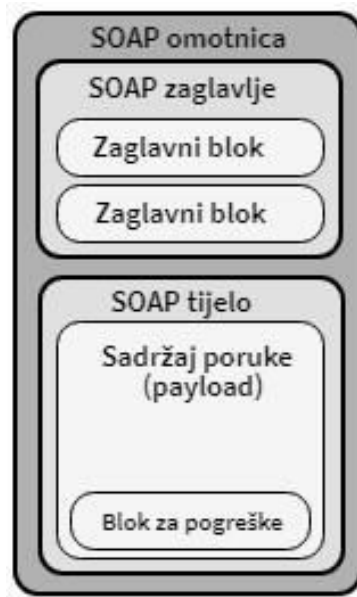 SOAP omotnica
SOAP zaglavlje
Zaglavni blok
Zaglavni blok
SOAP tijelo
Sadržaj poruke
(payload)
Blok za pogreške